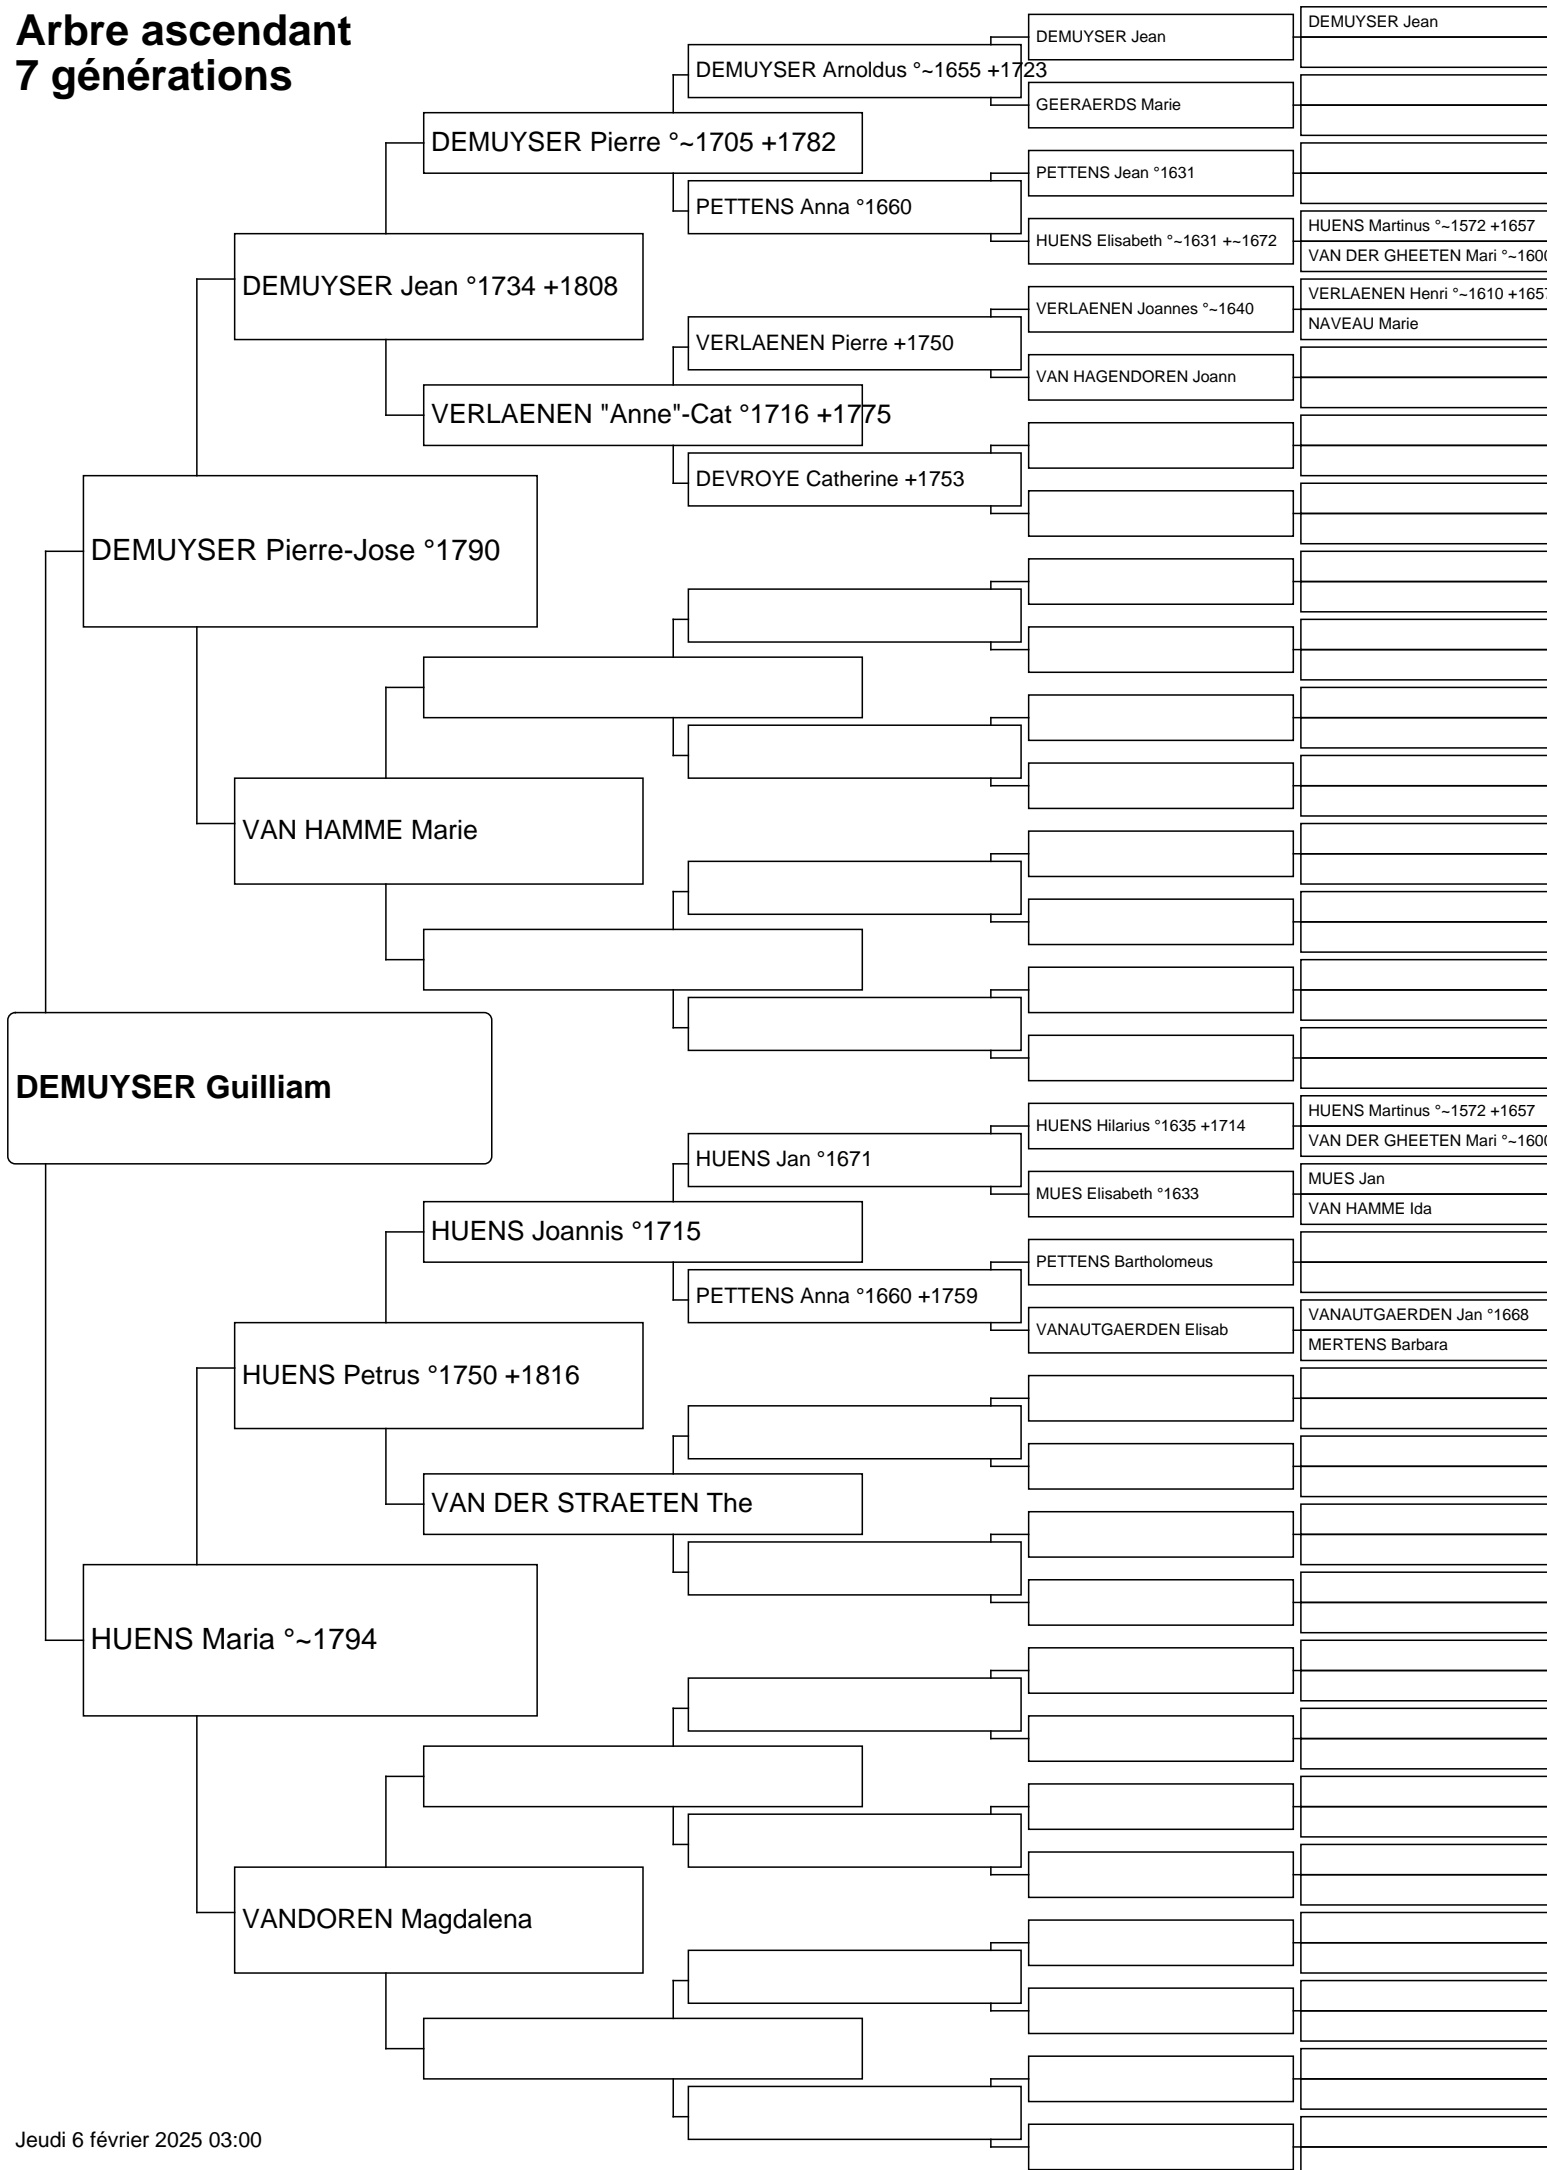 Arbre ascendant
7 générations
DEMUYSER Guilliam
DEMUYSER Pierre-Jose °1790
HUENS Maria °~1794
DEMUYSER Jean °1734 +1808
VAN HAMME Marie
HUENS Petrus °1750 +1816
VANDOREN Magdalena
DEMUYSER Pierre °~1705 +1782
VERLAENEN "Anne"-Cat °1716 +1775
HUENS Joannis °1715
VAN DER STRAETEN The
DEMUYSER Arnoldus °~1655 +1723
PETTENS Anna °1660
VERLAENEN Pierre +1750
DEVROYE Catherine +1753
HUENS Jan °1671
PETTENS Anna °1660 +1759
DEMUYSER Jean
GEERAERDS Marie
PETTENS Jean °1631
HUENS Elisabeth °~1631 +~1672
VERLAENEN Joannes °~1640
VAN HAGENDOREN Joann
HUENS Hilarius °1635 +1714
MUES Elisabeth °1633
PETTENS Bartholomeus
VANAUTGAERDEN Elisab
DEMUYSER Jean
HUENS Martinus °~1572 +1657
VAN DER GHEETEN Mari °~1600
VERLAENEN Henri °~1610 +1657
NAVEAU Marie
HUENS Martinus °~1572 +1657
VAN DER GHEETEN Mari °~1600
MUES Jan
VAN HAMME Ida
VANAUTGAERDEN Jan °1668
MERTENS Barbara
Jeudi 6 février 2025 03:00